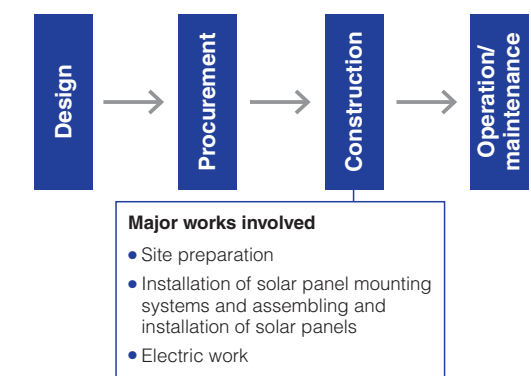 Design
Procurement
Construction
Operation/
maintenance
Major works involved
• Site preparation
• Installation of solar panel mounting
systems and assembling and
installation of solar panels
• Electric work